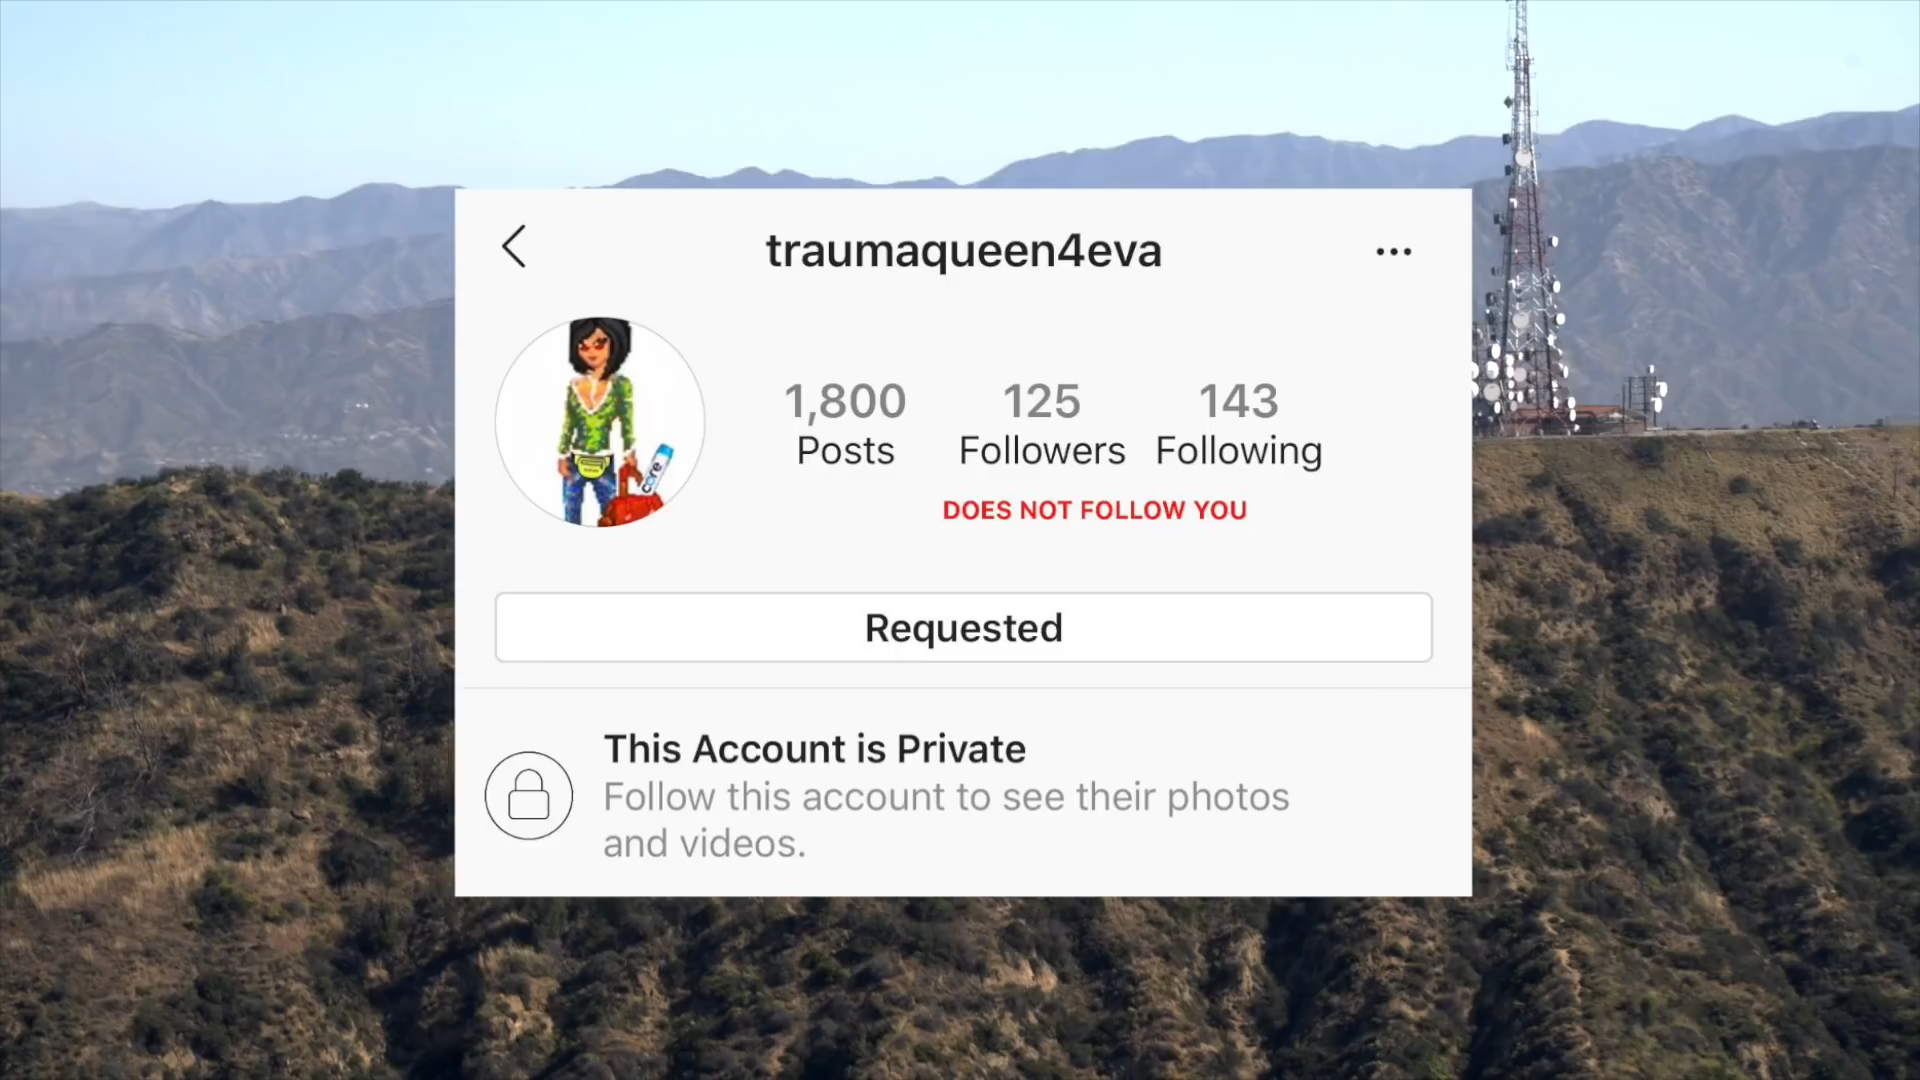 traumaqueen4eva
1,800 125 143
Posts Followers Following
DOES NOT FOLLOW YOU
core
Requested
This Account is Private
Follow this account to see their photos
and videos.